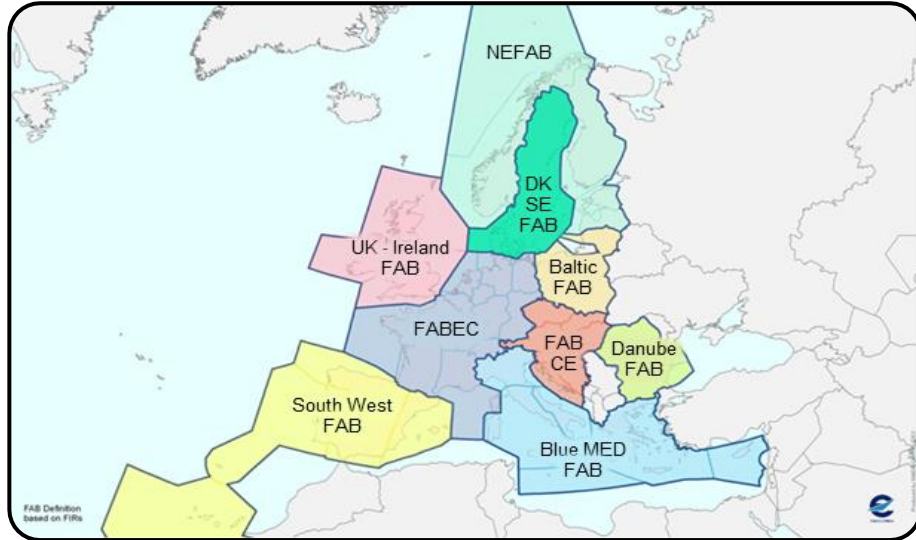 NEFAB
DK
SE
FAB
UK - Ireland
FAB
Baltic
FAB
FABEC
FAB
CE
Danube
FAB
South West
FAB
Blue MED
FAB
FAB Definition
based on FIRs